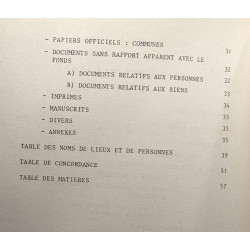 - PAPIERS OFFICIELS : COMMUNES 31
- DOCUMENTS SANS RAPPORT APPARENT AVEC LE
FONDS 32
A) DOCUMENTS RELATIFS AUX PERSONNES 32
B) DOCUMENTS RELATIFS AUX BIENS 33
- IMPRIMES 34
- MANUSCRITS 35
- DIVERS 35
- ANNEXES 35
TABLE DES NOMS DE LIEUX ET DE PERSONNES 39
TABLE DE CONCORDANCE 51
TABLE DES MATIERES 57